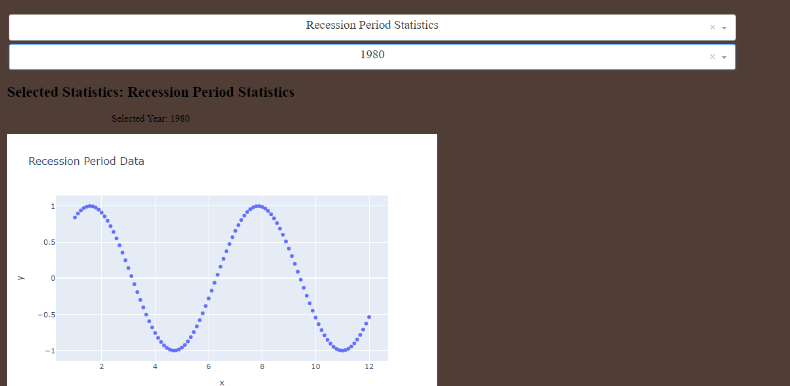 Recession Period Statistics
×
1980
×
Selected Statistics: Recession Period Statistics
Selected Year: 1980
Recession Period Data
1
0.5
0
−0.5
−1
y
2 4 6 8 10 12
x